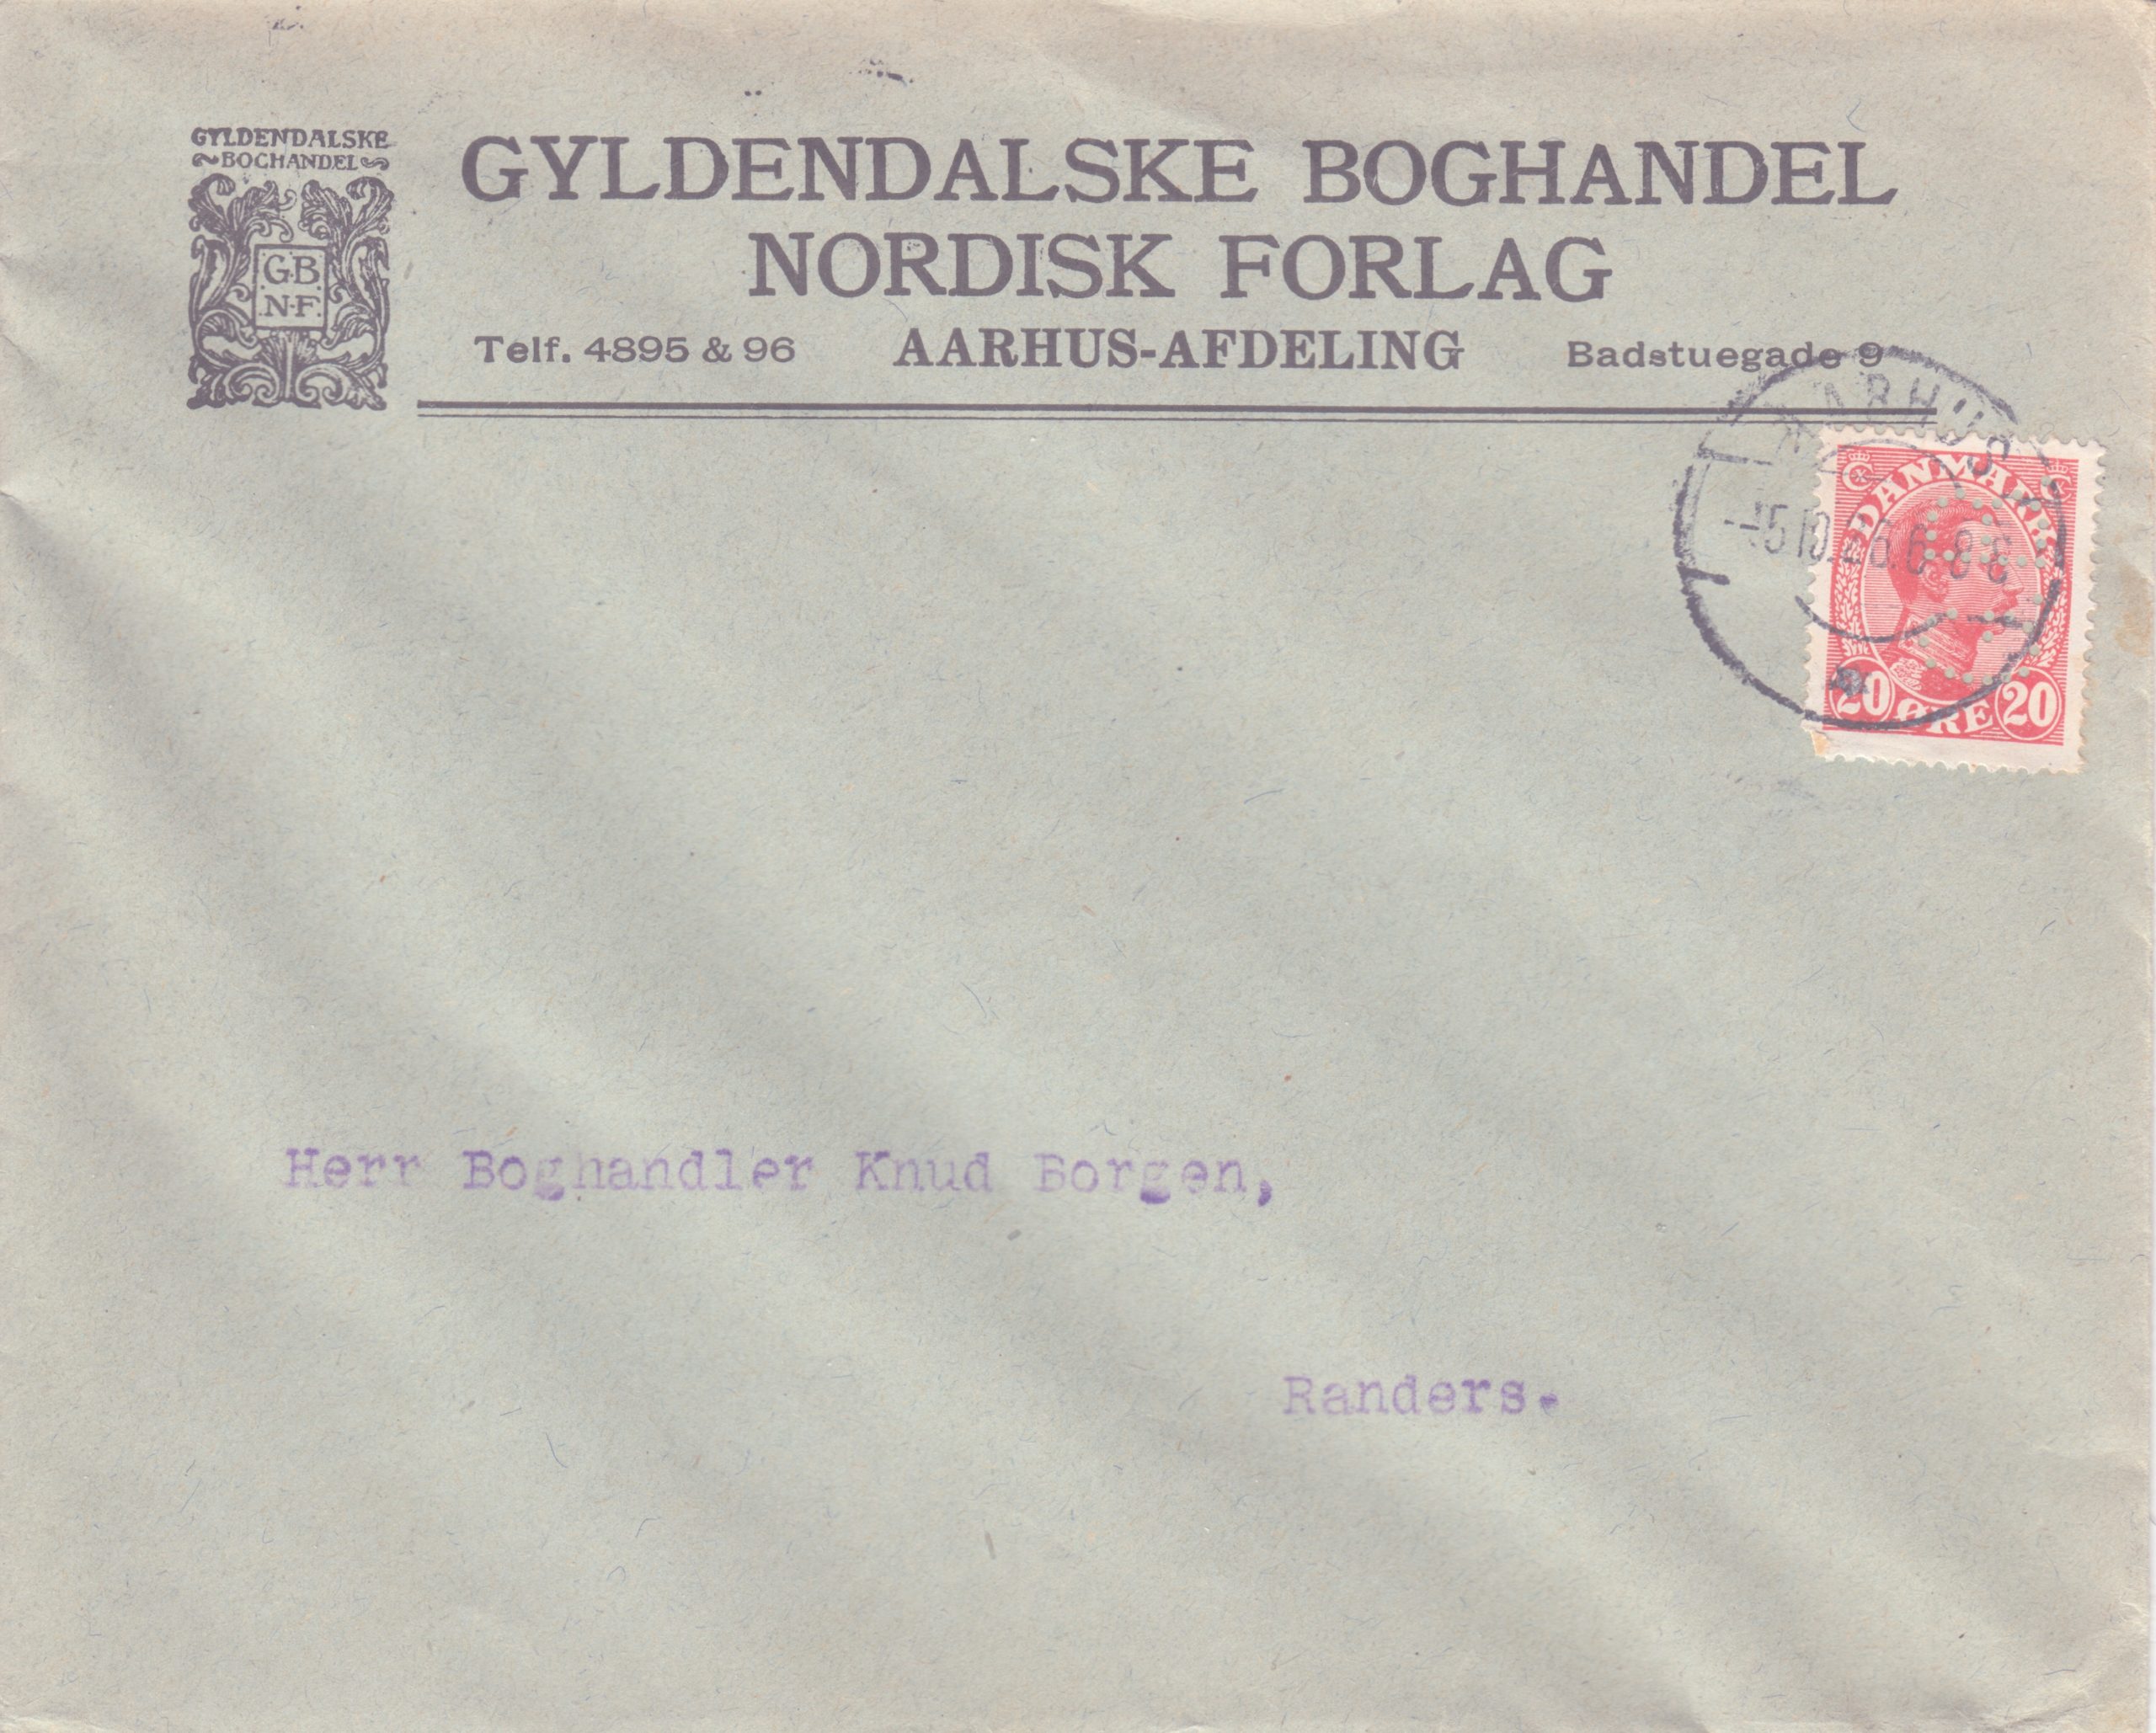 GYLDENDALSKE
BOGHANDEL
G.B.
N.F.
GYLDENDALSKE BOGHANDEL
NORDISK FORLAG
Telf. 4895 & 96 AARHUS-AFDELING Badstuegade 9
AARHUS
DANMARK
20 ØRE 20
Herr Boghandler Knud Borgen,
Randers.